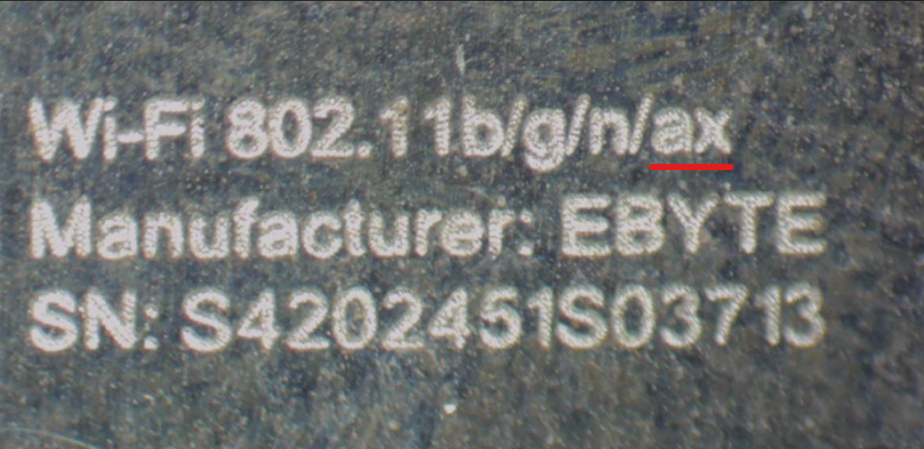 Wi-Fi 802.11b/g/n/ax
Manufacturer: EBYTE
SN: S4202451S03713